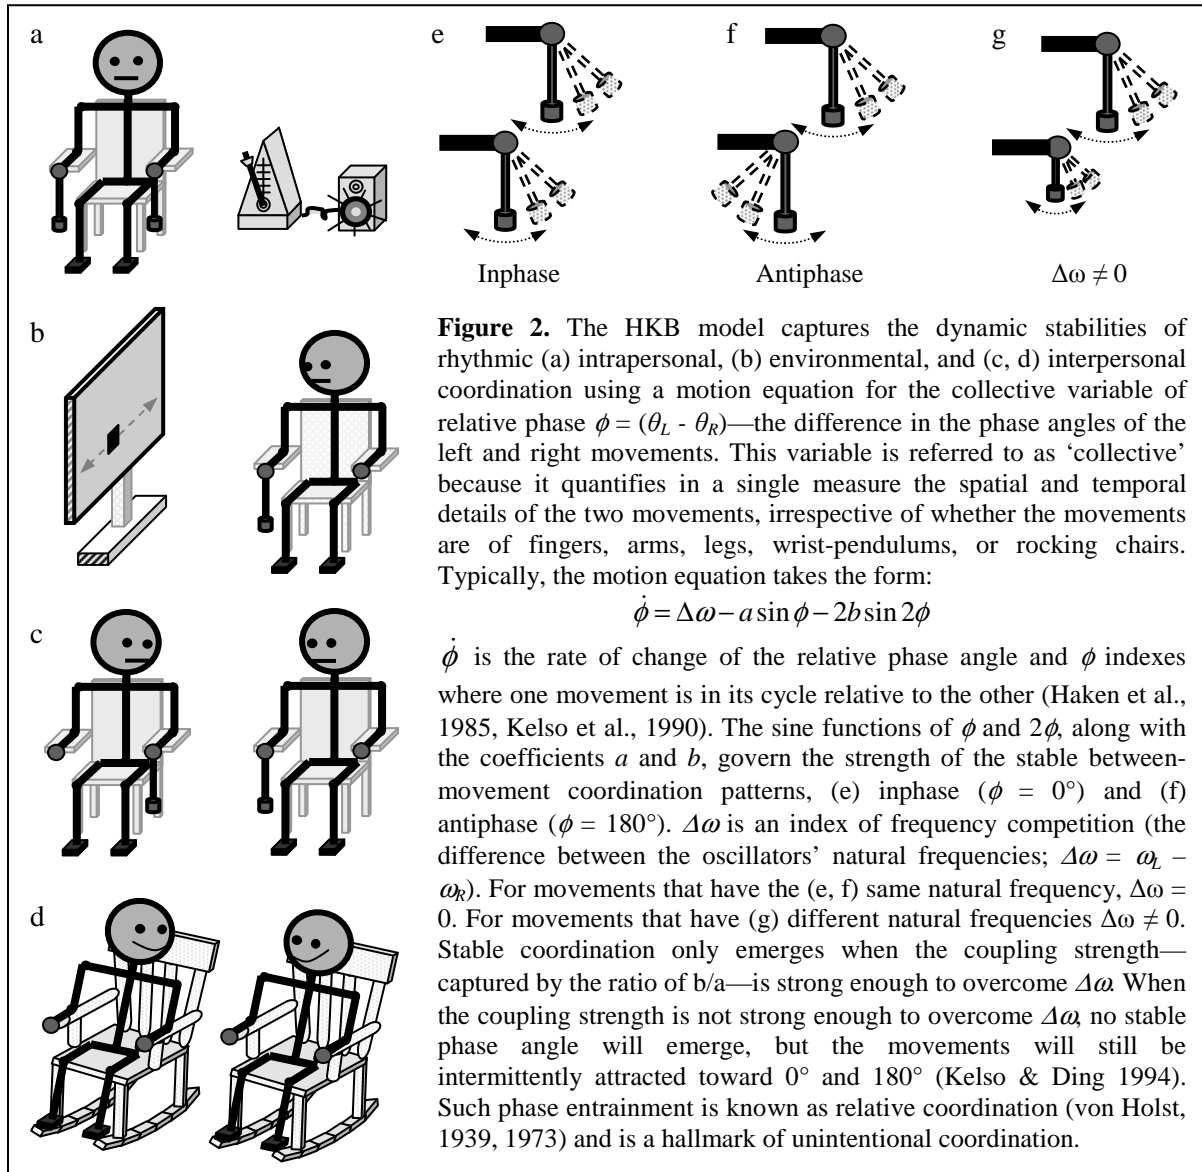 a
e
f
g
Inphase
Antiphase
Δω ≠ 0
b
Figure 2. The HKB model captures the dynamic stabilities of
rhythmic (a) intrapersonal, (b) environmental, and (c, d) interpersonal
coordination using a motion equation for the collective variable of
relative phase ϕ = (θL - θR)—the difference in the phase angles of the
left and right movements. This variable is referred to as ‘collective’
because it quantifies in a single measure the spatial and temporal
details of the two movements, irrespective of whether the movements
are of fingers, arms, legs, wrist-pendulums, or rocking chairs.
Typically, the motion equation takes the form:
ϕ̇ = Δω − a sin ϕ − 2b sin 2ϕ
c
ϕ̇ is the rate of change of the relative phase angle and ϕ indexes
where one movement is in its cycle relative to the other (Haken et al.,
1985, Kelso et al., 1990). The sine functions of ϕ and 2ϕ, along with
the coefficients a and b, govern the strength of the stable between-
movement coordination patterns, (e) inphase (ϕ = 0°) and (f)
antiphase (ϕ = 180°). Δω is an index of frequency competition (the
difference between the oscillators’ natural frequencies; Δω = ωL –
ωR). For movements that have the (e, f) same natural frequency, Δω =
0. For movements that have (g) different natural frequencies Δω ≠ 0.
d
Stable coordination only emerges when the coupling strength—
captured by the ratio of b/a—is strong enough to overcome Δω. When
the coupling strength is not strong enough to overcome Δω, no stable
phase angle will emerge, but the movements will still be
intermittently attracted toward 0° and 180° (Kelso & Ding 1994).
Such phase entrainment is known as relative coordination (von Holst,
1939, 1973) and is a hallmark of unintentional coordination.